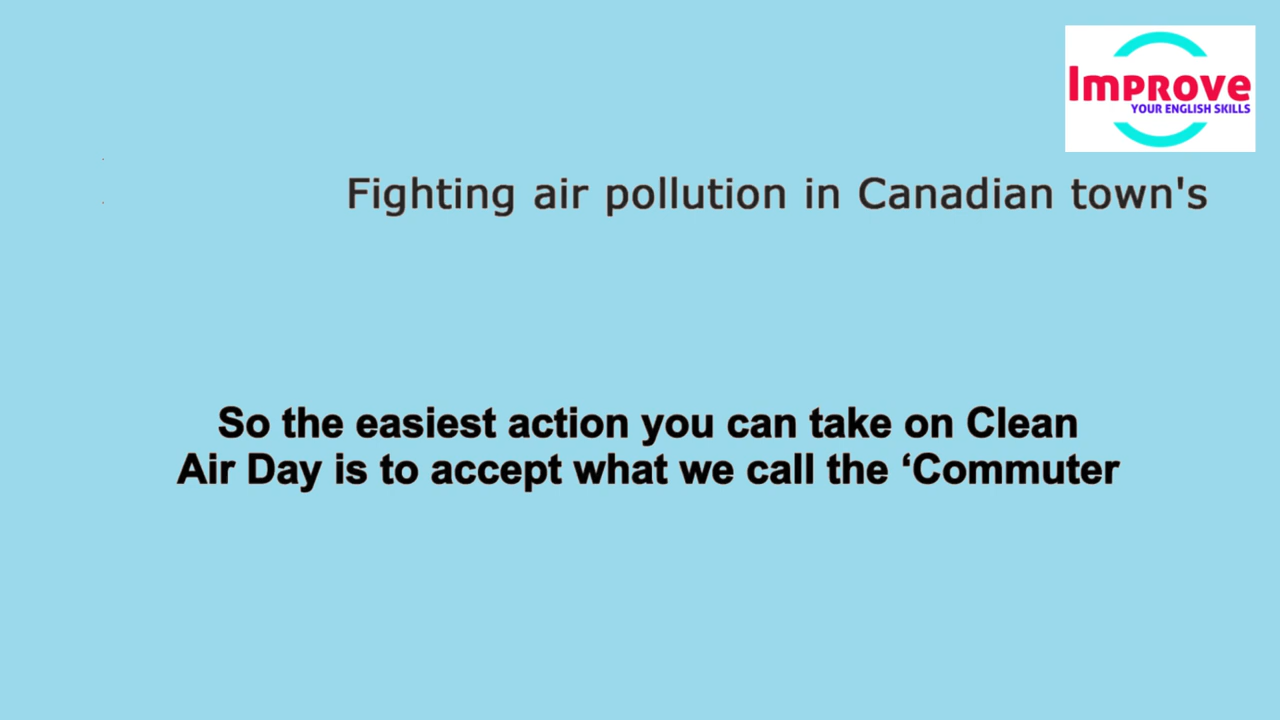 Improve
YOUR ENGLISH SKILLS
Fighting air pollution in Canadian town's
So the easiest action you can take on Clean
Air Day is to accept what we call the ‘Commuter